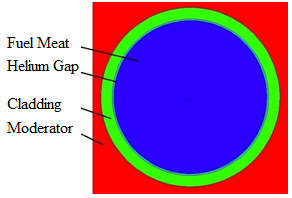 Fuel Meat
Helium Gap
Cladding
Moderator